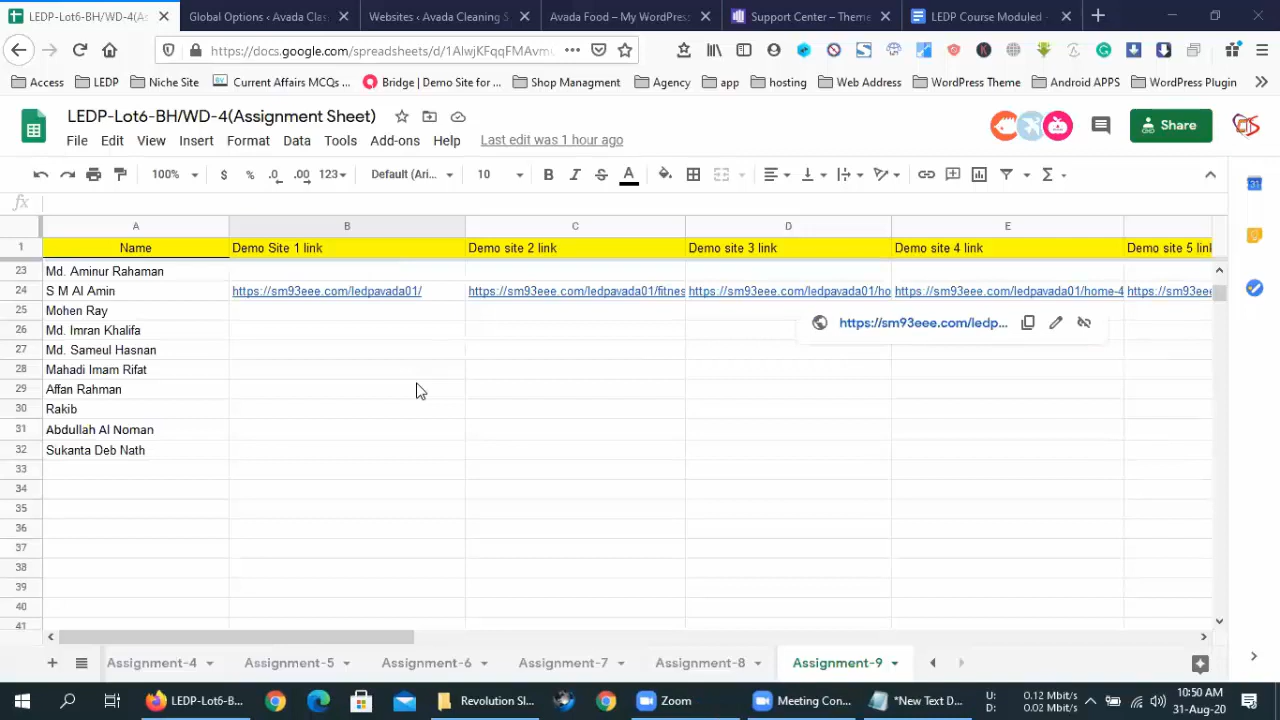 LEDP-Lot6-BH/WD-4(As
Global Options ‹ Avada Clas
Websites ‹ Avada Cleaning S
Avada Food – My WordPress
Support Center – Theme
LEDP Course Moduled -
https://docs.google.com/spreadsheets/d/1AlwjKFqqFMAvmu
Access
LEDP
Niche Site
Current Affairs MCQs ...
Bridge | Demo Site for ...
Shop Managment
Agency
app
hosting
Web Address
WordPress Theme
Android APPS
WordPress Plugin
LEDP-Lot6-BH/WD-4(Assignment Sheet)
Share
File Edit View Insert Format Data Tools Add-ons Help Last edit was 1 hour ago
100% $ % .0 .00 123 Default (Ari... 10 B I S A
fx
A B C D E
1 Name Demo Site 1 link Demo site 2 link Demo site 3 link Demo site 4 link Demo site 5 link
23 Md. Aminur Rahaman
24 S M Al Amin https://sm93eee.com/ledpavada01/ https://sm93eee.com/ledpavada01/fitnes https://sm93eee.com/ledpavada01/ho https://sm93eee.com/ledpavada01/home-4 https://sm93eee
25 Mohen Ray
https://sm93eee.com/ledp...
26 Md. Imran Khalifa
27 Md. Sameul Hasnan
28 Mahadi Imam Rifat
29 Affan Rahman
30 Rakib
31 Abdullah Al Noman
32 Sukanta Deb Nath
33
34
35
36
37
38
39
40
41
Assignment-4 Assignment-5 Assignment-6 Assignment-7 Assignment-8 Assignment-9
LEDP-Lot6-B...
Revolution Sl...
Zoom
Meeting Con...
*New Text D...
U: 0.12 Mbit/s
D: 0.02 Mbit/s
10:50 AM
31-Aug-20